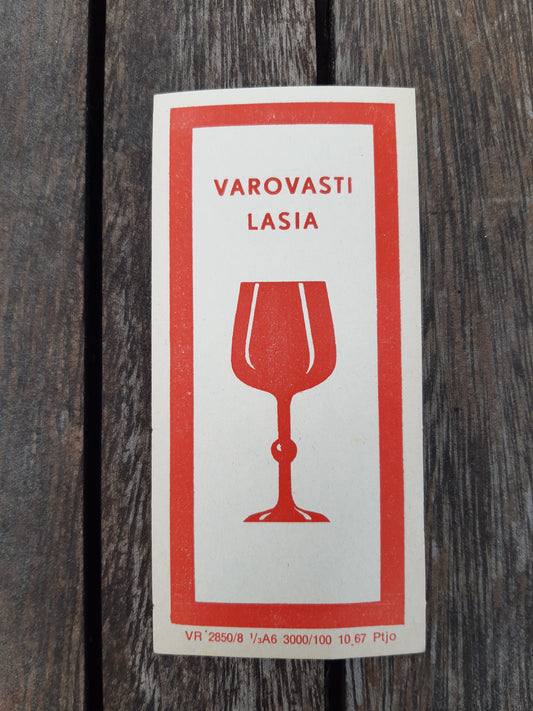 VAROVASTI
LASIA
VR 2850/8 1/3A6 3000/100 10.67 Ptjo